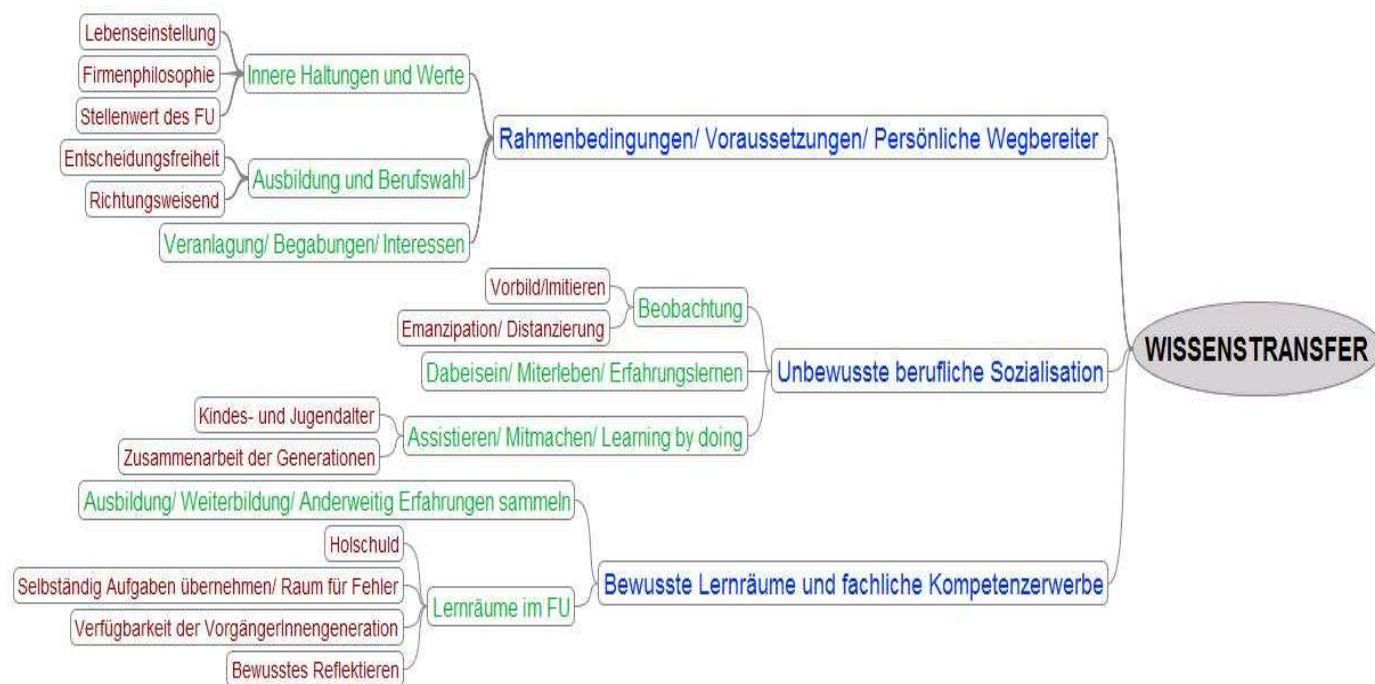 Lebenseinstellung
Firmenphilosophie
Stellenwert des FU
Innere Haltungen und Werte
Entscheidungsfreiheit
Richtungsweisend
Ausbildung und Berufswahl
Veranlagung/ Begabungen/ Interessen
Rahmenbedingungen/ Voraussetzungen/ Persönliche Wegbereiter
Vorbild/Imitieren
Emanzipation/ Distanzierung
Beobachtung
Dabeisein/ Miterleben/ Erfahrungslernen
Kindes- und Jugendalter
Zusammenarbeit der Generationen
Assistieren/ Mitmachen/ Learning by doing
Unbewusste berufliche Sozialisation
WISSENSTRANSFER
Ausbildung/ Weiterbildung/ Anderweitig Erfahrungen sammeln
Holschuld
Selbständig Aufgaben übernehmen/ Raum für Fehler
Verfügbarkeit der VorgängerInnengeneration
Bewusstes Reflektieren
Lernräume im FU
Bewusste Lernräume und fachliche Kompetenzerwerbe